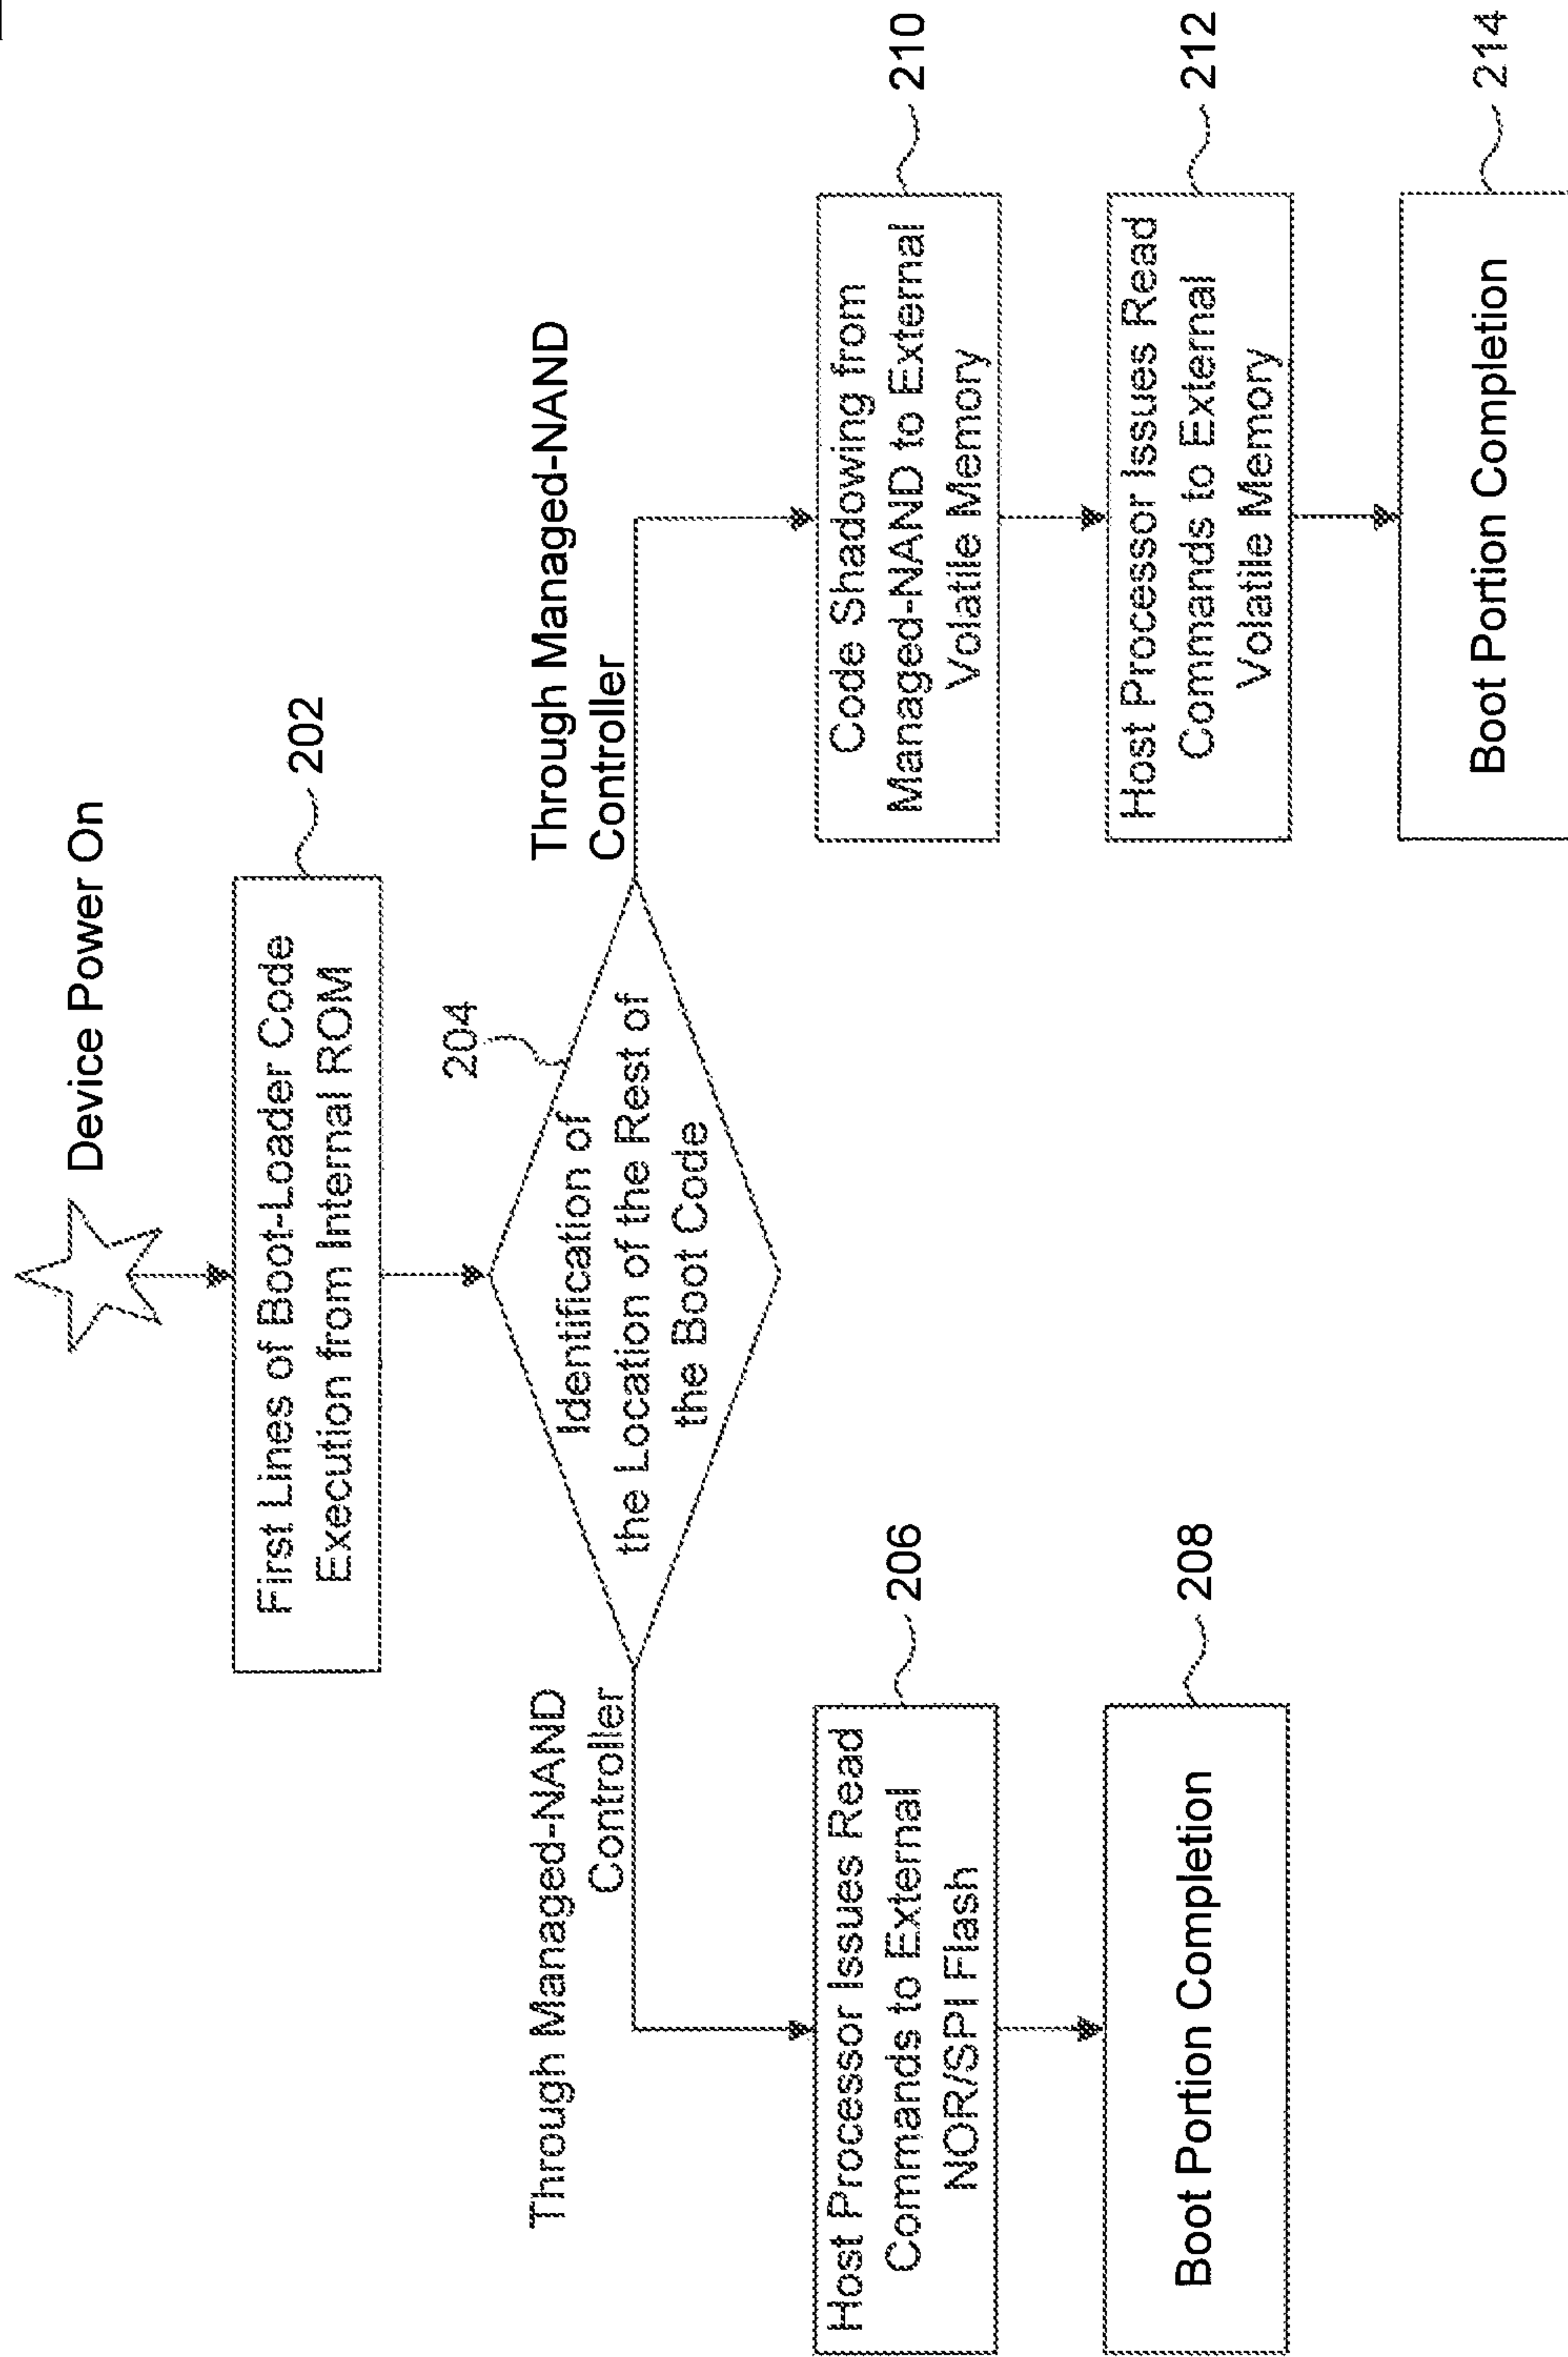 Device Power On
First Lines of Boot-Loader Code
Execution from Internal ROM
202
204
Identification of
the Location of the Rest of
the Boot Code
Through Managed-NAND
Controller
Through Managed-NAND
Controller
Host Processor Issues Read
Commands to External
NOR/SPI Flash
206
Boot Portion Completion
208
Code Shadowing from
Managed-NAND to External
Volatile Memory
210
Host Processor Issues Read
Commands to External
Volatile Memory
212
Boot Portion Completion
214